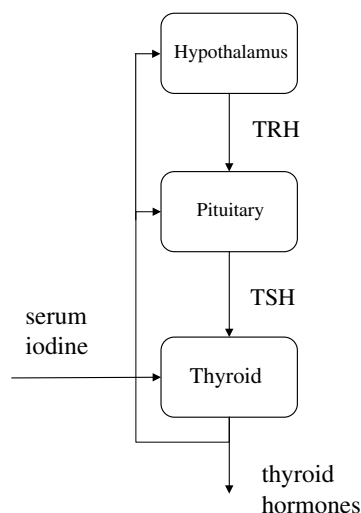 Hypothalamus
TRH
Pituitary
TSH
serum
iodine
Thyroid
thyroid
hormones